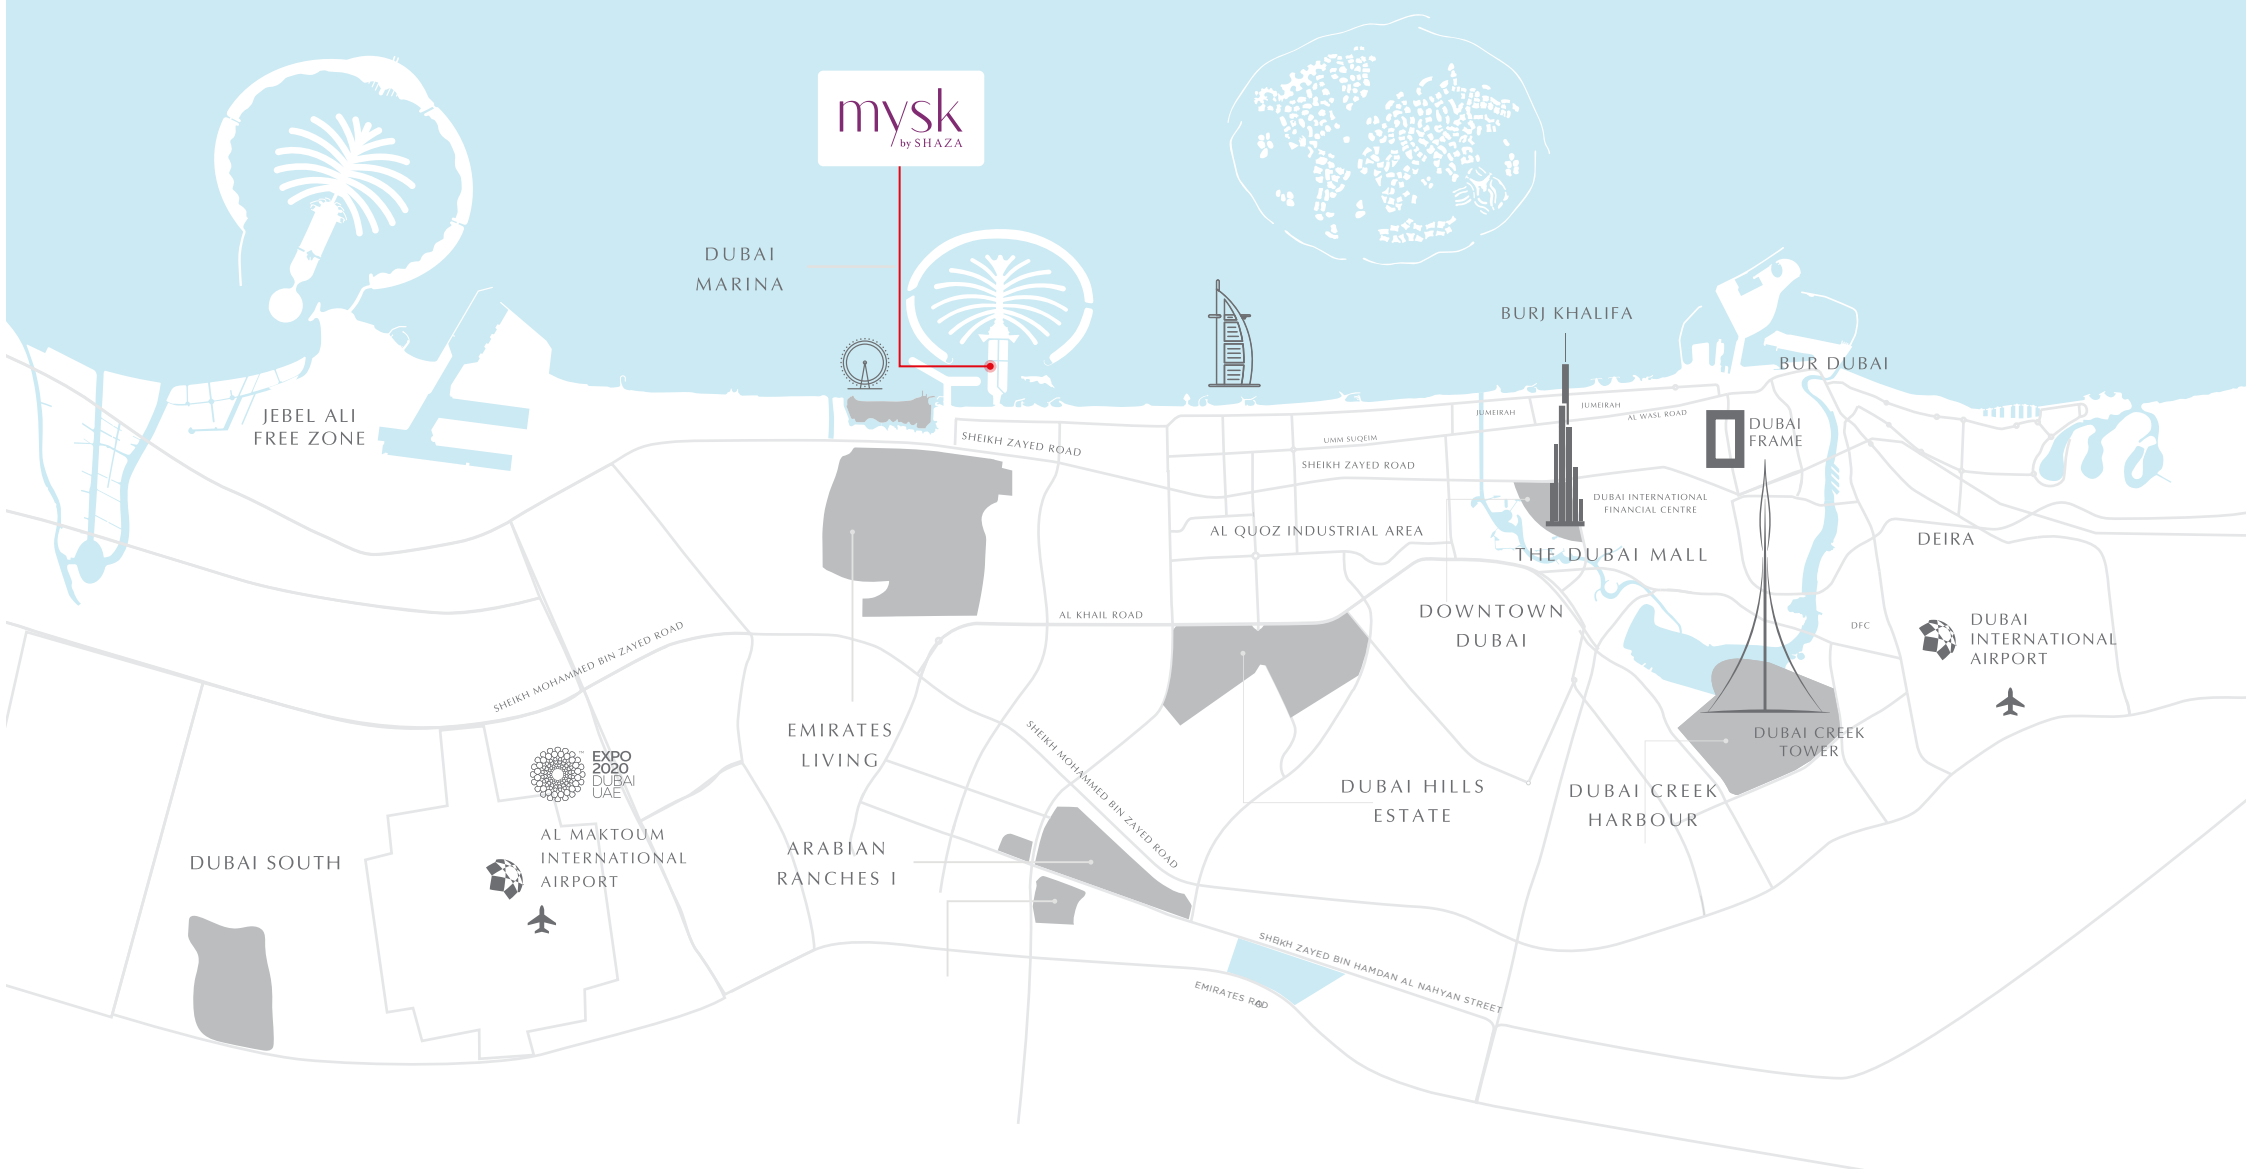 mysk
by SHAZA
DUBAI
MARINA
BURJ KHALIFA
BUR DUBAI
JEBEL ALI
FREE ZONE
SHEIKH ZAYED ROAD
JUMEIRAH
JUMEIRAH
AL WASL ROAD
UMM SUQEIM
SHEIKH ZAYED ROAD
DUBAI
FRAME
DUBAI INTERNATIONAL
FINANCIAL CENTRE
AL QUOZ INDUSTRIAL AREA
THE DUBAI MALL
DEIRA
AL KHAIL ROAD
DOWNTOWN
DUBAI
DFC
DUBAI
INTERNATIONAL
AIRPORT
SHEIKH MOHAMMED BIN ZAYED ROAD
EMIRATES
LIVING
SHEIKH MOHAMMED BIN ZAYED ROAD
DUBAI CREEK
TOWER
EXPO
2020
DUBAI
UAE
™
DUBAI HILLS
ESTATE
DUBAI CREEK
HARBOUR
AL MAKTOUM
INTERNATIONAL
AIRPORT
DUBAI SOUTH
ARABIAN
RANCHES I
SHEIKH ZAYED BIN HAMDAN AL NAHYAN STREET
EMIRATES